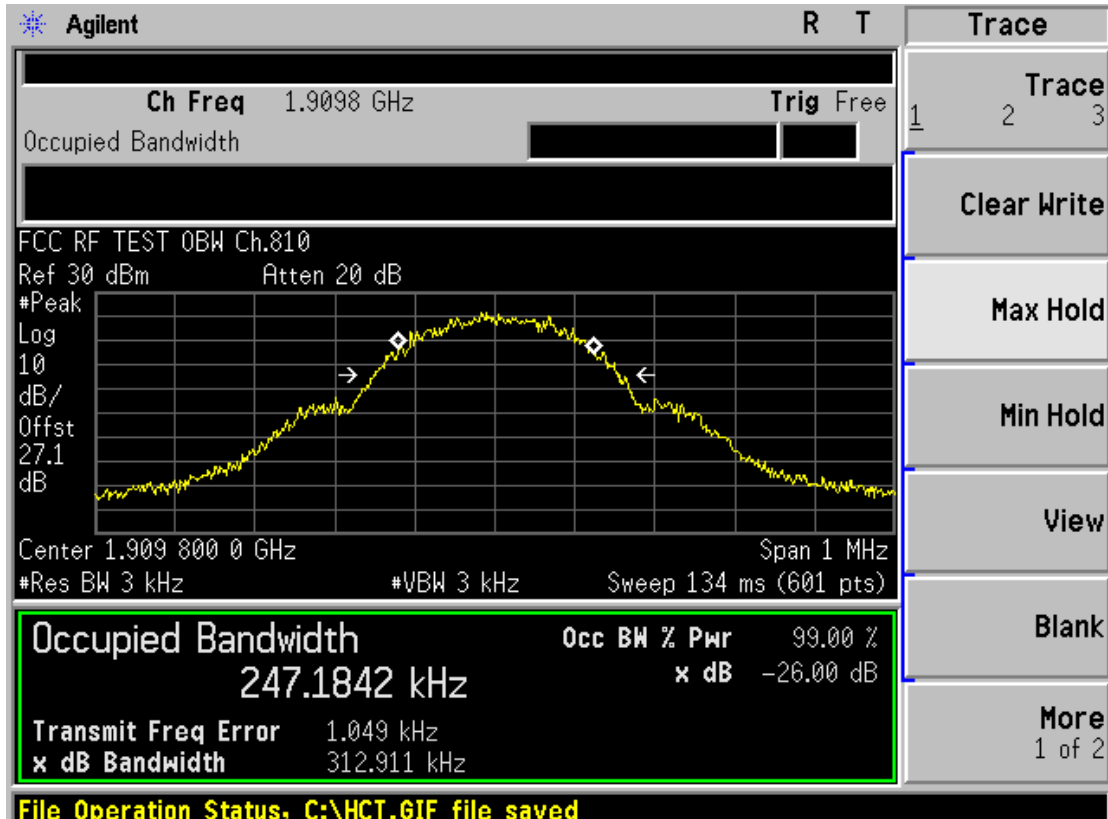 Agilent R T Trace
Ch Freq 1.9098 GHz Trig Free
Occupied Bandwidth
FCC RF TEST OBW Ch.810
Ref 30 dBm Atten 20 dB
#Peak
Log
10
dB/
Offst
27.1
dB
Center 1.909 800 0 GHz Span 1 MHz
#Res BW 3 kHz #VBW 3 kHz Sweep 134 ms (601 pts)
Occupied Bandwidth Occ BW % Pwr 99.00 %
247.1842 kHz x dB -26.00 dB
Transmit Freq Error 1.049 kHz
x dB Bandwidth 312.911 kHz
File Operation Status, C:\HCT.GIF file saved
Trace
1 2 3
Clear Write
Max Hold
Min Hold
View
Blank
More
1 of 2